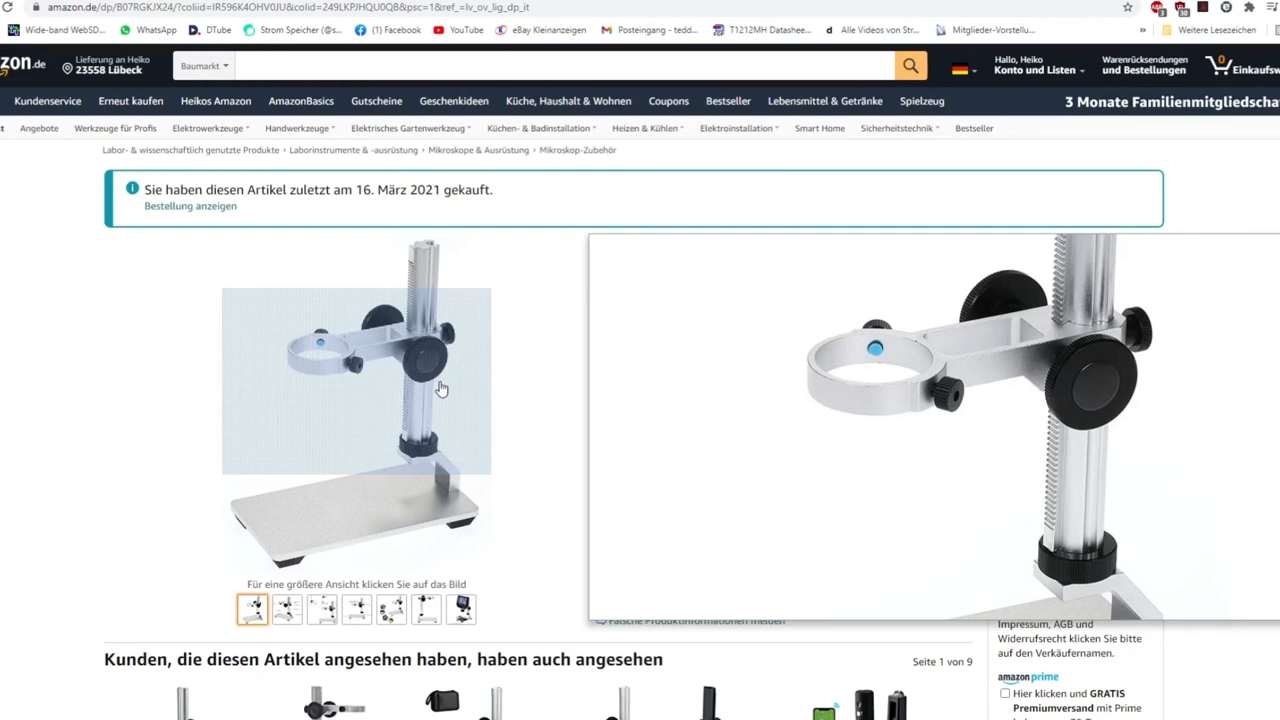 amazon.de/dp/B07RGKJX24/?coliid=IR596K4OHV0JU&colid=249LKPJHQU0QB&psc=1&ref_=lv_ov_lig_dp_it
Wide-band WebSD... WhatsApp DTube Strom Speicher (@s... (1) Facebook YouTube eBay Kleinanzeigen Posteingang - tedd... T1212MH Datashee... Alle Videos von Str... Mitglieder-Vorstellu... » Weitere Lesezeichen
zon.de
Lieferung an Heiko
23558 Lübeck
Baumarkt
Hallo, Heiko
Konto und Listen
Warenrücksendungen
und Bestellungen
0
Einkaufsw
Kundenservice Erneut kaufen Heikos Amazon AmazonBasics Gutscheine Geschenkideen Küche, Haushalt & Wohnen Coupons Bestseller Lebensmittel & Getränke Spielzeug 3 Monate Familienmitgliedscha
t Angebote Werkzeuge für Profis Elektrowerkzeuge Handwerkzeuge Elektrisches Gartenwerkzeug Küchen- & Badinstallation Heizen & Kühlen Elektroinstallation Smart Home Sicherheitstechnik Bestseller
Labor- & wissenschaftlich genutzte Produkte › Laborinstrumente & -ausrüstung › Mikroskope & Ausrüstung › Mikroskop-Zubehör
Sie haben diesen Artikel zuletzt am 16. März 2021 gekauft.
Bestellung anzeigen
Für eine größere Ansicht klicken Sie auf das Bild
Falsche Produktinformationen melden
Impressum, AGB und
Widerrufsrecht klicken Sie bitte
auf den Verkäufernamen.
Kunden, die diesen Artikel angesehen haben, haben auch angesehen
Seite 1 von 9
amazon prime
Hier klicken und GRATIS
Premiumversand mit Prime